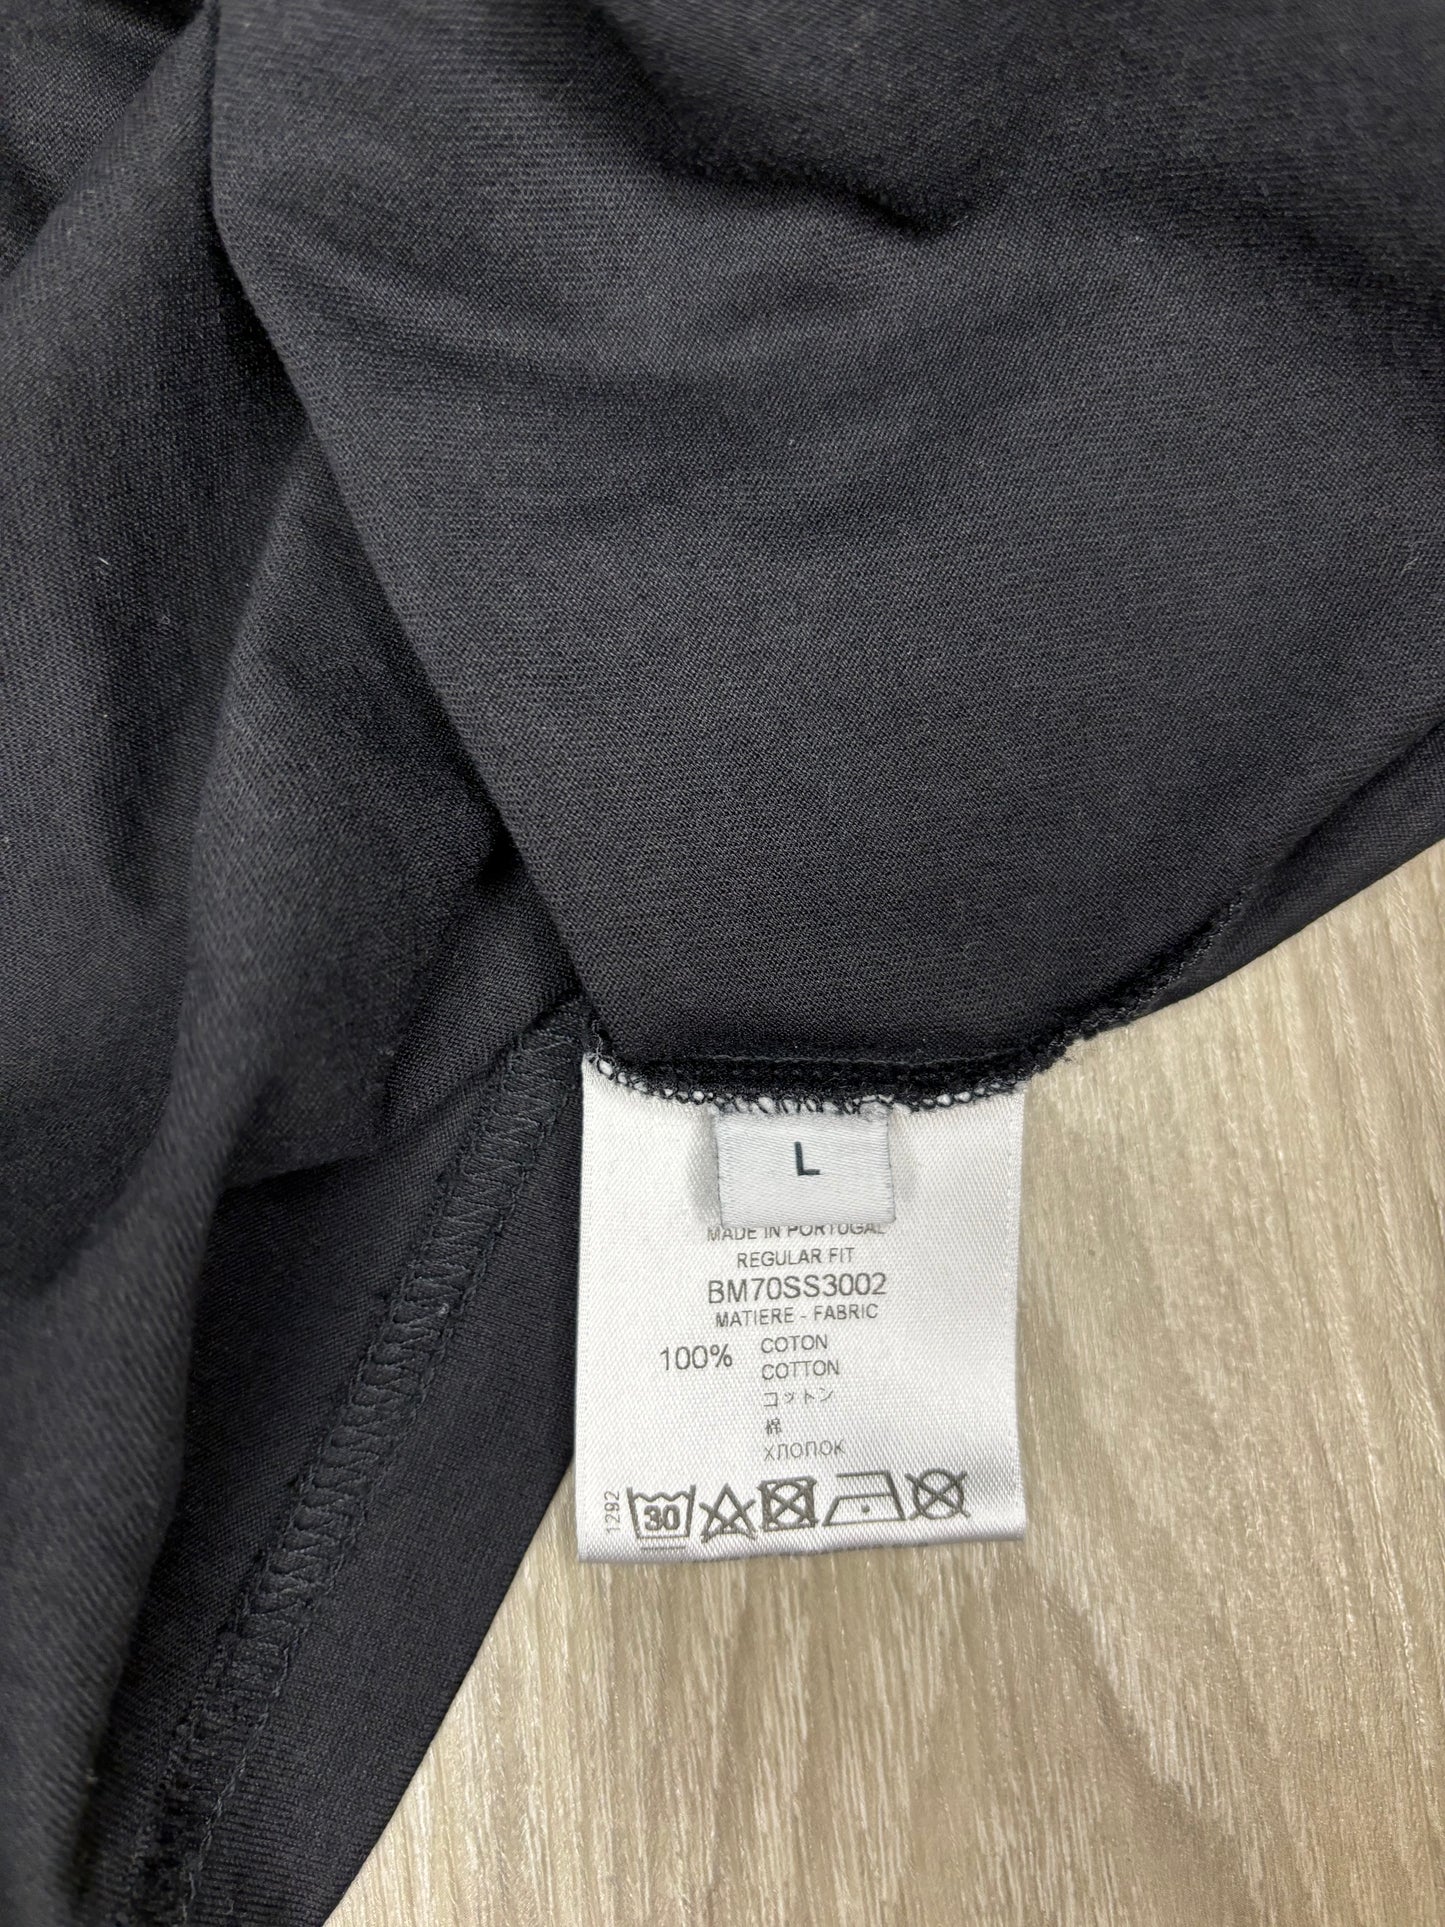 L
MADE IN PORTUGAL
REGULAR FIT
BM70SS3002
MATIERE - FABRIC
100% COTON
COTTON
コットン
棉
ХЛОПОК
1292
30